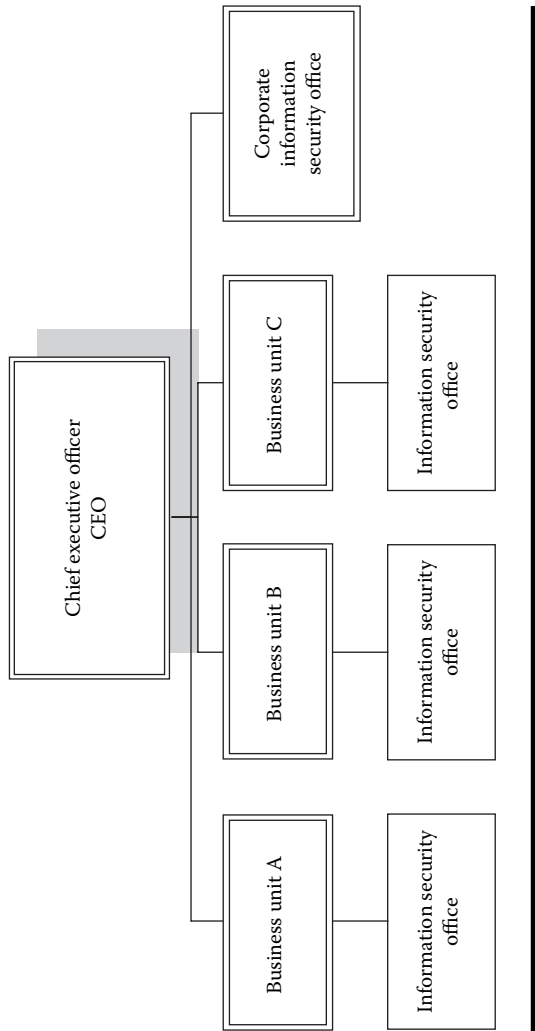 Chief executive officer
CEO
Business unit A
Business unit B
Business unit C
Corporate
information
security office
Information security
office
Information security
office
Information security
office